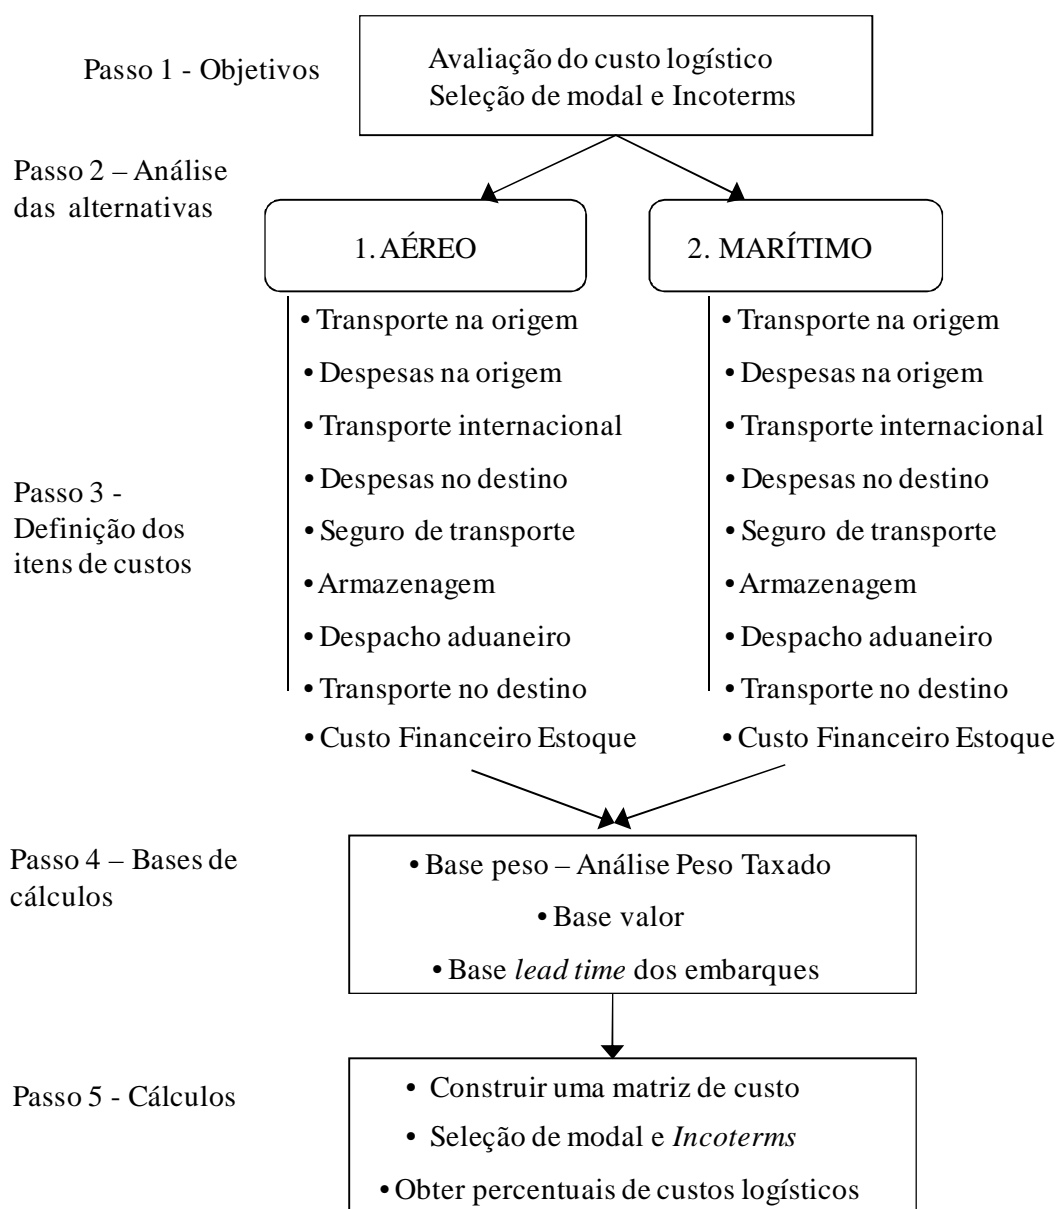 Passo 1 - Objetivos
Avaliação do custo logístico
Seleção de modal e Incoterms
Passo 2 – Análise
das alternativas
1. AÉREO
2. MARÍTIMO
Passo 3 -
Definição dos
itens de custos
• Transporte na origem
• Despesas na origem
• Transporte internacional
• Despesas no destino
• Seguro de transporte
• Armazenagem
• Despacho aduaneiro
• Transporte no destino
• Custo Financeiro Estoque
• Transporte na origem
• Despesas na origem
• Transporte internacional
• Despesas no destino
• Seguro de transporte
• Armazenagem
• Despacho aduaneiro
• Transporte no destino
• Custo Financeiro Estoque
Passo 4 – Bases de
cálculos
• Base peso – Análise Peso Taxado
• Base valor
• Base lead time dos embarques
Passo 5 - Cálculos
• Construir uma matriz de custo
• Seleção de modal e Incoterms
• Obter percentuais de custos logísticos